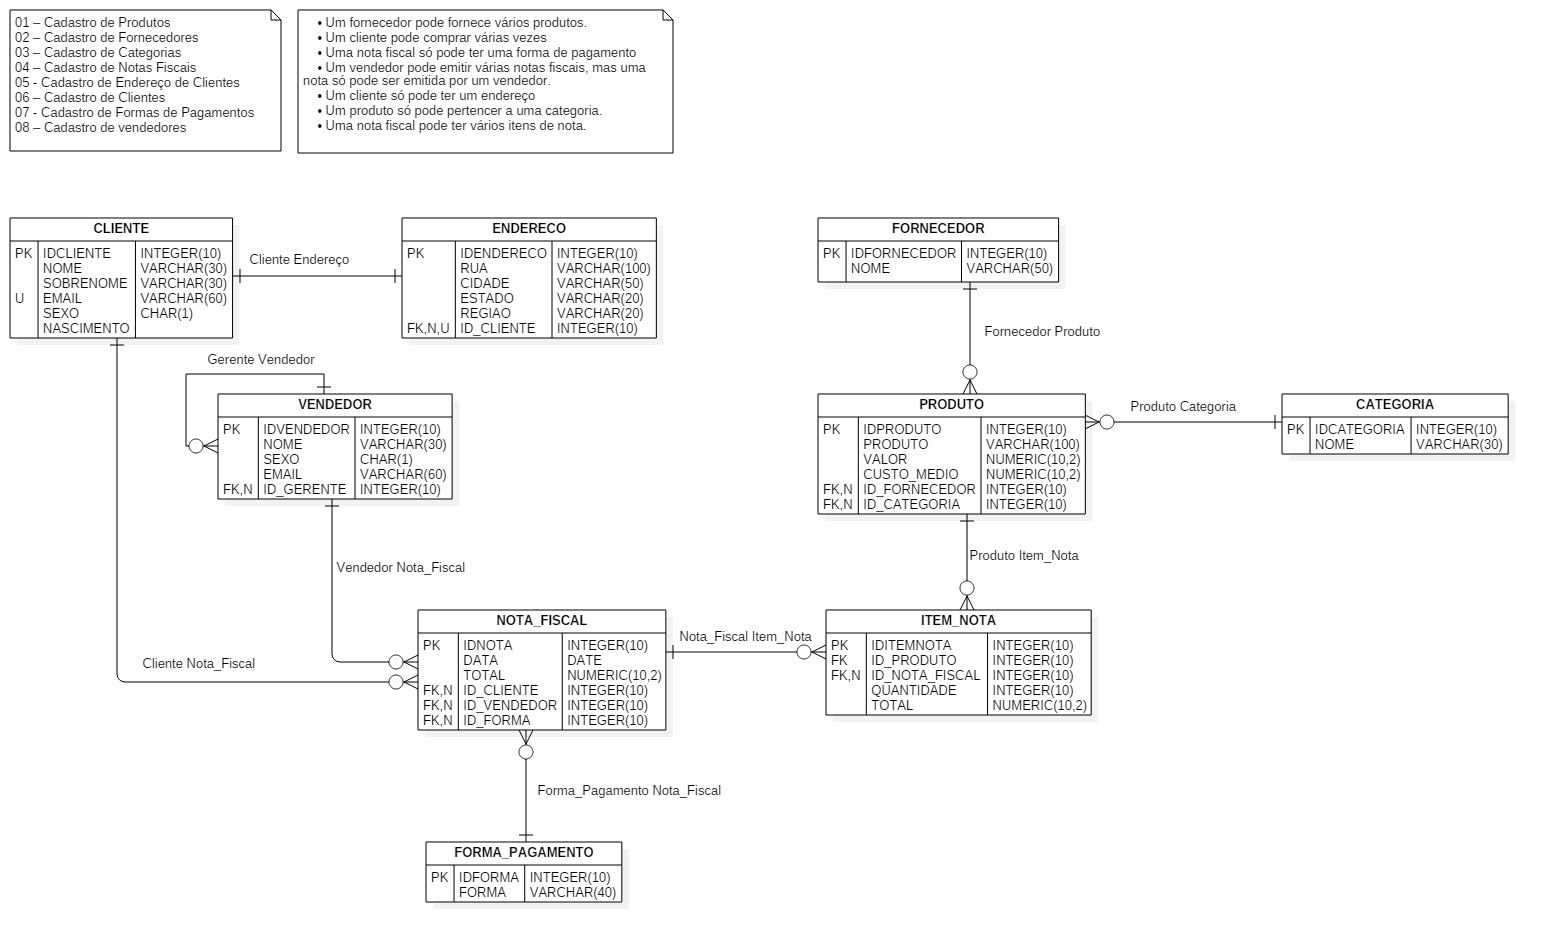 01 – Cadastro de Produtos
02 – Cadastro de Fornecedores
03 – Cadastro de Categorias
04 – Cadastro de Notas Fiscais
05 - Cadastro de Endereço de Clientes
06 – Cadastro de Clientes
07 - Cadastro de Formas de Pagamentos
08 – Cadastro de vendedores
• Um fornecedor pode fornece vários produtos.
• Um cliente pode comprar várias vezes
• Uma nota fiscal só pode ter uma forma de pagamento
• Um vendedor pode emitir várias notas fiscais, mas uma
nota só pode ser emitida por um vendedor.
• Um cliente só pode ter um endereço
• Um produto só pode pertencer a uma categoria.
• Uma nota fiscal pode ter vários itens de nota.
CLIENTE
PK IDCLIENTE INTEGER(10)
NOME VARCHAR(30)
SOBRENOME VARCHAR(30)
U EMAIL VARCHAR(60)
SEXO CHAR(1)
NASCIMENTO
Cliente Endereço
ENDERECO
PK IDENDERECO INTEGER(10)
RUA VARCHAR(100)
CIDADE VARCHAR(50)
ESTADO VARCHAR(20)
REGIAO VARCHAR(20)
FK,N,U ID_CLIENTE INTEGER(10)
FORNECEDOR
PK IDFORNECEDOR INTEGER(10)
NOME VARCHAR(50)
Fornecedor Produto
Gerente Vendedor
VENDEDOR
PK IDVENDEDOR INTEGER(10)
NOME VARCHAR(30)
SEXO CHAR(1)
EMAIL VARCHAR(60)
FK,N ID_GERENTE INTEGER(10)
PRODUTO
PK IDPRODUTO INTEGER(10)
PRODUTO VARCHAR(100)
VALOR NUMERIC(10,2)
CUSTO_MEDIO NUMERIC(10,2)
FK,N ID_FORNECEDOR INTEGER(10)
FK,N ID_CATEGORIA INTEGER(10)
Produto Categoria
CATEGORIA
PK IDCATEGORIA INTEGER(10)
NOME VARCHAR(30)
Produto Item_Nota
Vendedor Nota_Fiscal
Cliente Nota_Fiscal
NOTA_FISCAL
PK IDNOTA INTEGER(10)
DATA DATE
TOTAL NUMERIC(10,2)
FK,N ID_CLIENTE INTEGER(10)
FK,N ID_VENDEDOR INTEGER(10)
FK,N ID_FORMA INTEGER(10)
Nota_Fiscal Item_Nota
ITEM_NOTA
PK IDITEMNOTA INTEGER(10)
FK ID_PRODUTO INTEGER(10)
FK,N ID_NOTA_FISCAL INTEGER(10)
QUANTIDADE INTEGER(10)
TOTAL NUMERIC(10,2)
Forma_Pagamento Nota_Fiscal
FORMA_PAGAMENTO
PK IDFORMA INTEGER(10)
FORMA VARCHAR(40)